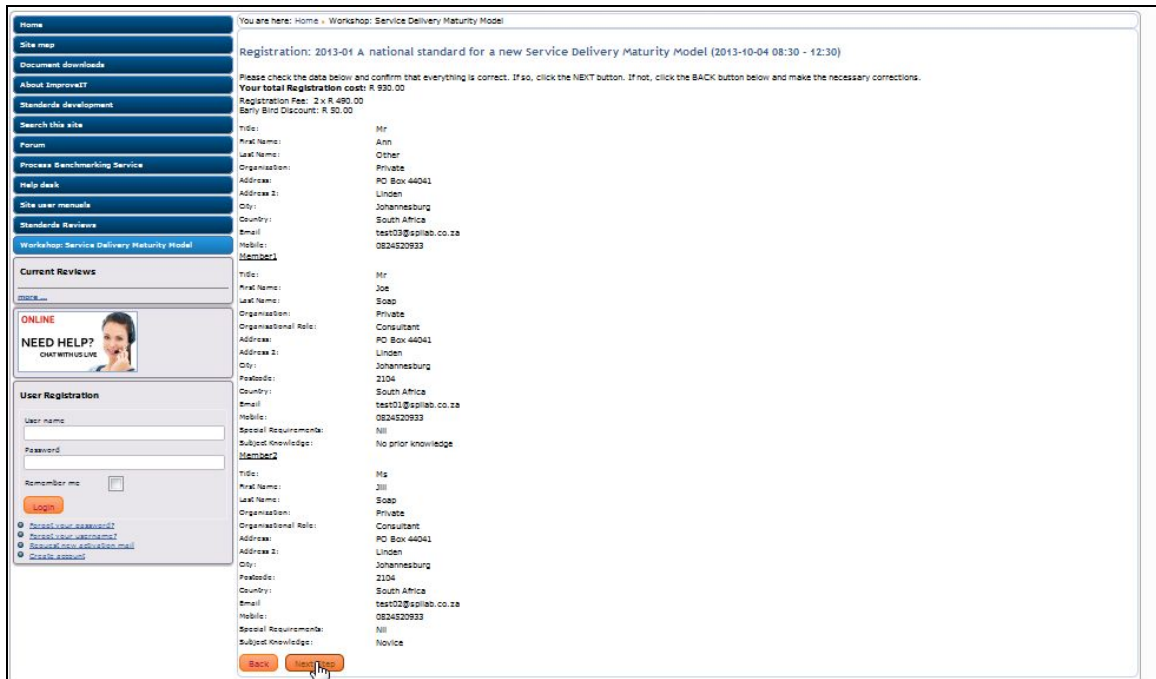 Home
Site map
Document downloads
About ImproveIT
Standards development
Search this site
Forum
Process Benchmarking Service
Help desk
Site user manuals
Standards Reviews
Workshop: Service Delivery Maturity Model
Current Reviews
more ...
ONLINE
NEED HELP?
CHAT WITH US LIVE
User Registration
User name
Password
Remember me
Login
Forgot your password?
Forgot your username?
Request new activation mail
Create account
You are here: Home Workshop: Service Delivery Maturity Model
Registration: 2013-01 A national standard for a new Service Delivery Maturity Model (2013-10-04 08:30 - 12:30)
Please check the data below and confirm that everything is correct. If so, click the NEXT button. If not, click the BACK button below and make the necessary corrections.
Your total Registration cost: R 930.00
Registration Fee: 2 x R 490.00
Early Bird Discount: R 50.00
Title: Mr
First Name: Ann
Last Name: Other
Organisation: Private
Address: PO Box 44041
Address 2: Linden
City: Johannesburg
Country: South Africa
Email test03@spilab.co.za
Mobile: 0824520933
Member1
Title: Mr
First Name: Joe
Last Name: Soap
Organisation: Private
Organisational Role: Consultant
Address: PO Box 44041
Address 2: Linden
City: Johannesburg
Postcode: 2104
Country: South Africa
Email test01@spilab.co.za
Mobile: 0824520933
Special Requirements: Nil
Subject Knowledge: No prior knowledge
Member2
Title: Ms
First Name: Jill
Last Name: Soap
Organisation: Private
Organisational Role: Consultant
Address: PO Box 44041
Address 2: Linden
City: Johannesburg
Postcode: 2104
Country: South Africa
Email test02@spilab.co.za
Mobile: 0824520933
Special Requirements: Nil
Subject Knowledge: Novice
Back
Next Step